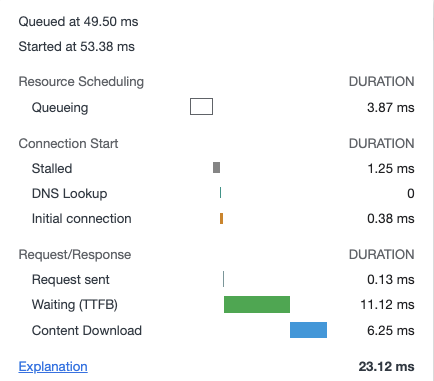 Queued at 49.50 ms
Started at 53.38 ms
Resource Scheduling DURATION
Queueing 3.87 ms
Connection Start DURATION
Stalled 1.25 ms
DNS Lookup 0
Initial connection 0.38 ms
Request/Response DURATION
Request sent 0.13 ms
Waiting (TTFB) 11.12 ms
Content Download 6.25 ms
Explanation 23.12 ms